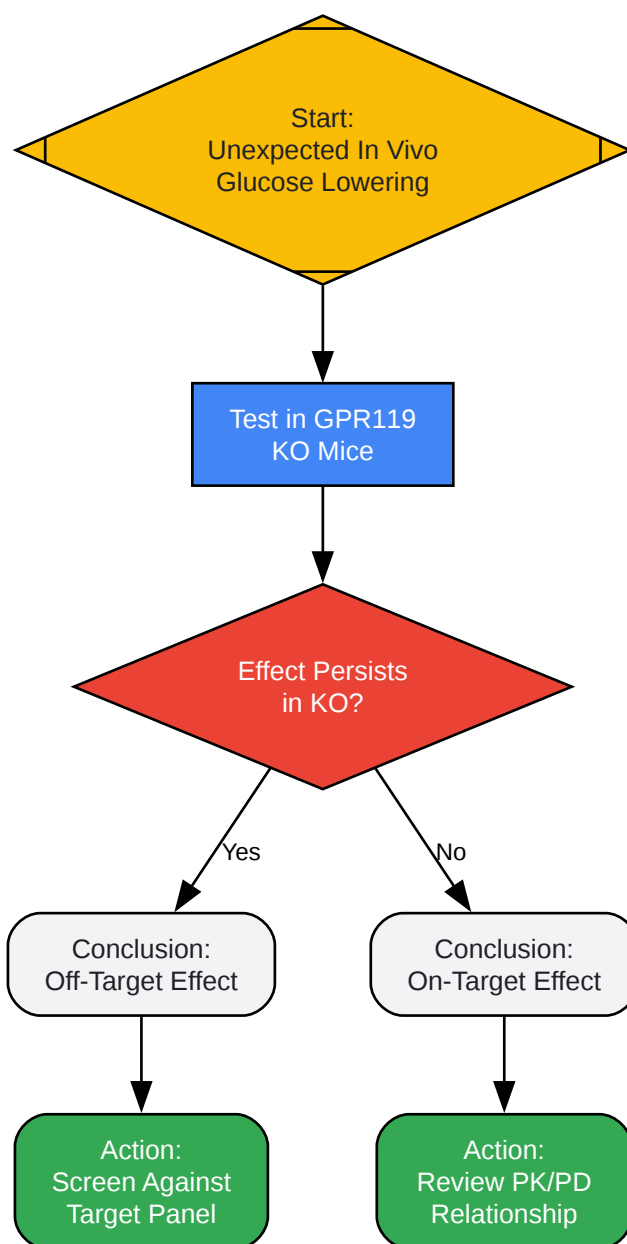 Start:
Unexpected In Vivo
Glucose Lowering
Test in GPR119
KO Mice
Effect Persists
in KO?
Yes
No
Conclusion:
Off-Target Effect
Conclusion:
On-Target Effect
Action:
Screen Against
Target Panel
Action:
Review PK/PD
Relationship